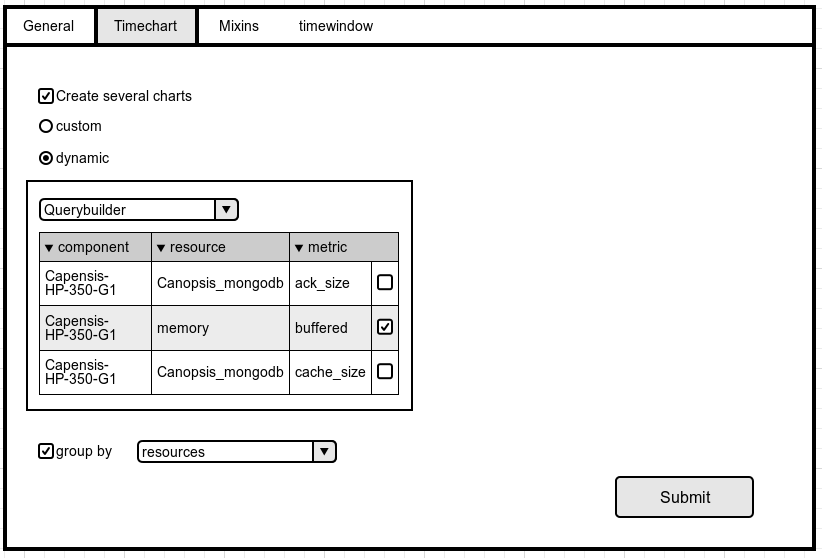 General Timechart Mixins timewindow
Create several charts
custom
dynamic
Querybuilder
component resource metric
Capensis-
HP-350-G1
Canopsis_mongodb
ack_size
Capensis-
HP-350-G1
memory
buffered
Capensis-
HP-350-G1
Canopsis_mongodb
cache_size
group by resources
Submit